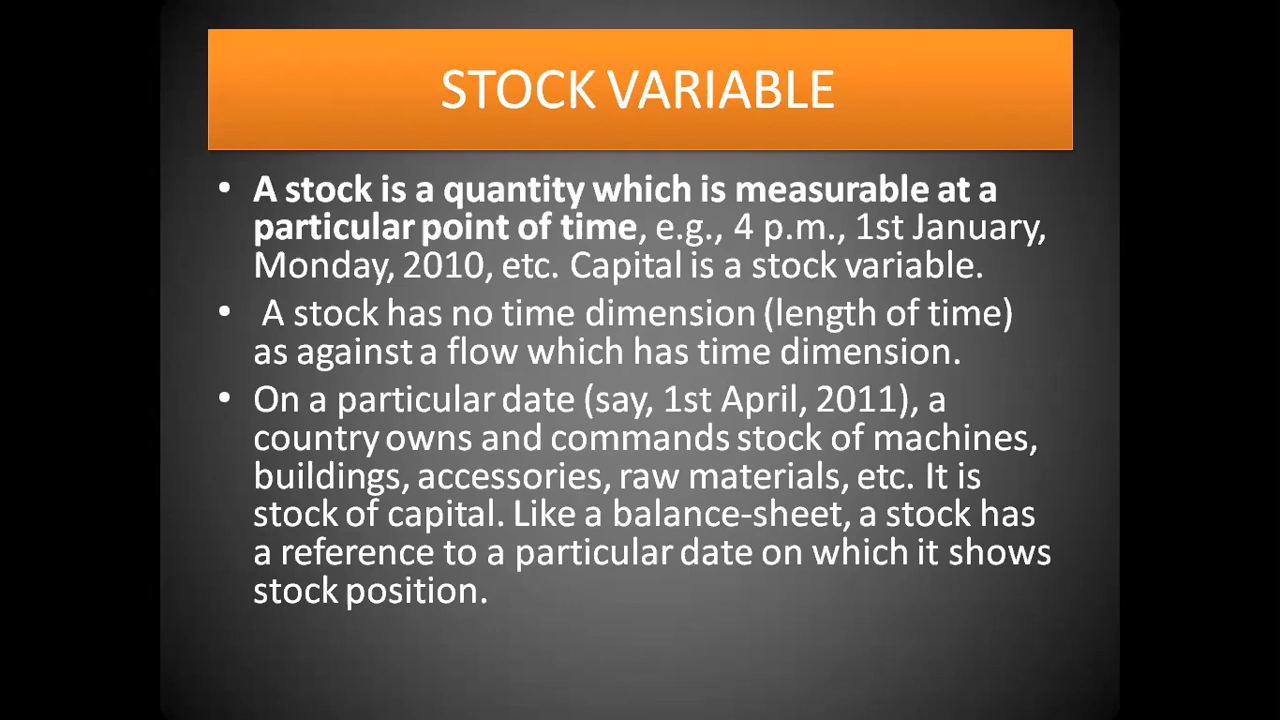 STOCK VARIABLE
• A stock is a quantity which is measurable at a
particular point of time, e.g., 4 p.m., 1st January,
Monday, 2010, etc. Capital is a stock variable.
• A stock has no time dimension (length of time)
as against a flow which has time dimension.
• On a particular date (say, 1st April, 2011), a
country owns and commands stock of machines,
buildings, accessories, raw materials, etc. It is
stock of capital. Like a balance-sheet, a stock has
a reference to a particular date on which it shows
stock position.